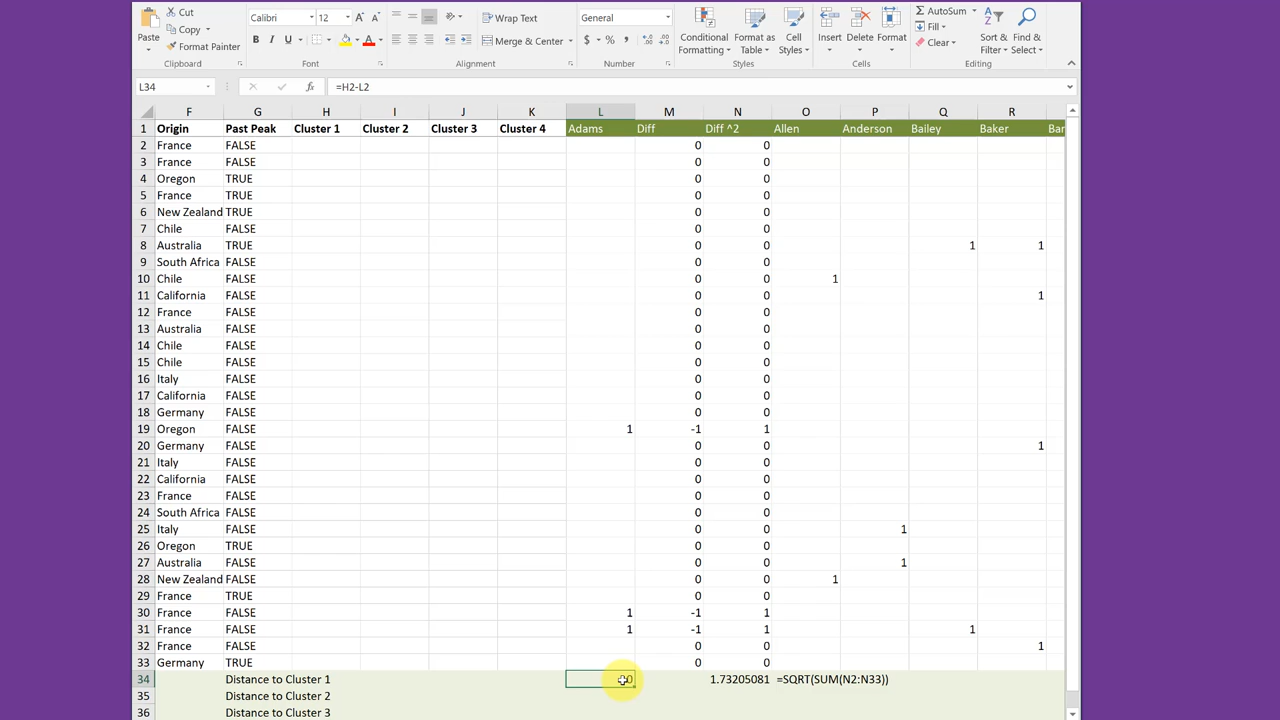 Cut
Copy
Format Painter
Paste
Clipboard
Calibri 12
B I U
Font
Wrap Text
Merge & Center
Alignment
General
$ % ,
Number
Conditional Formatting
Format as Table
Cell Styles
Styles
Insert Delete Format
Cells
AutoSum
Fill
Clear
Sort & Filter
Find & Select
Editing
L34 fx =H2-L2
F G H I J K L M N O P Q R
1 Origin Past Peak Cluster 1 Cluster 2 Cluster 3 Cluster 4 Adams Diff Diff ^2 Allen Anderson Bailey Baker Bar
2 France FALSE 0 0
3 France FALSE 0 0
4 Oregon TRUE 0 0
5 France TRUE 0 0
6 New Zealand TRUE 0 0
7 Chile FALSE 0 0
8 Australia TRUE 0 0 1 1
9 South Africa FALSE 0 0
10 Chile FALSE 0 0 1
11 California FALSE 0 0 1
12 France FALSE 0 0
13 Australia FALSE 0 0
14 Chile FALSE 0 0
15 Chile FALSE 0 0
16 Italy FALSE 0 0
17 California FALSE 0 0
18 Germany FALSE 0 0
19 Oregon FALSE 1 -1 1
20 Germany FALSE 0 0 1
21 Italy FALSE 0 0
22 California FALSE 0 0
23 France FALSE 0 0
24 South Africa FALSE 0 0
25 Italy FALSE 0 0 1
26 Oregon TRUE 0 0
27 Australia FALSE 0 0 1
28 New Zealand FALSE 0 0 1
29 France TRUE 0 0
30 France FALSE 1 -1 1
31 France FALSE 1 -1 1 1
32 France FALSE 0 0 1
33 Germany TRUE 0 0
34 Distance to Cluster 1 0 1.73205081 =SQRT(SUM(N2:N33))
35 Distance to Cluster 2
36 Distance to Cluster 3